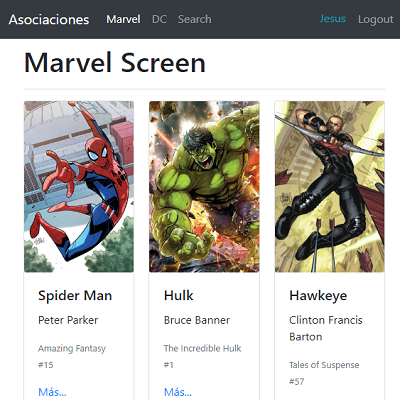 Asociaciones Marvel DC Search Jesus Logout
Marvel Screen
Spider Man
Peter Parker
Amazing Fantasy
#15
Más...
Hulk
Bruce Banner
The Incredible Hulk
#1
Más...
Hawkeye
Clinton Francis
Barton
Tales of Suspense
#57